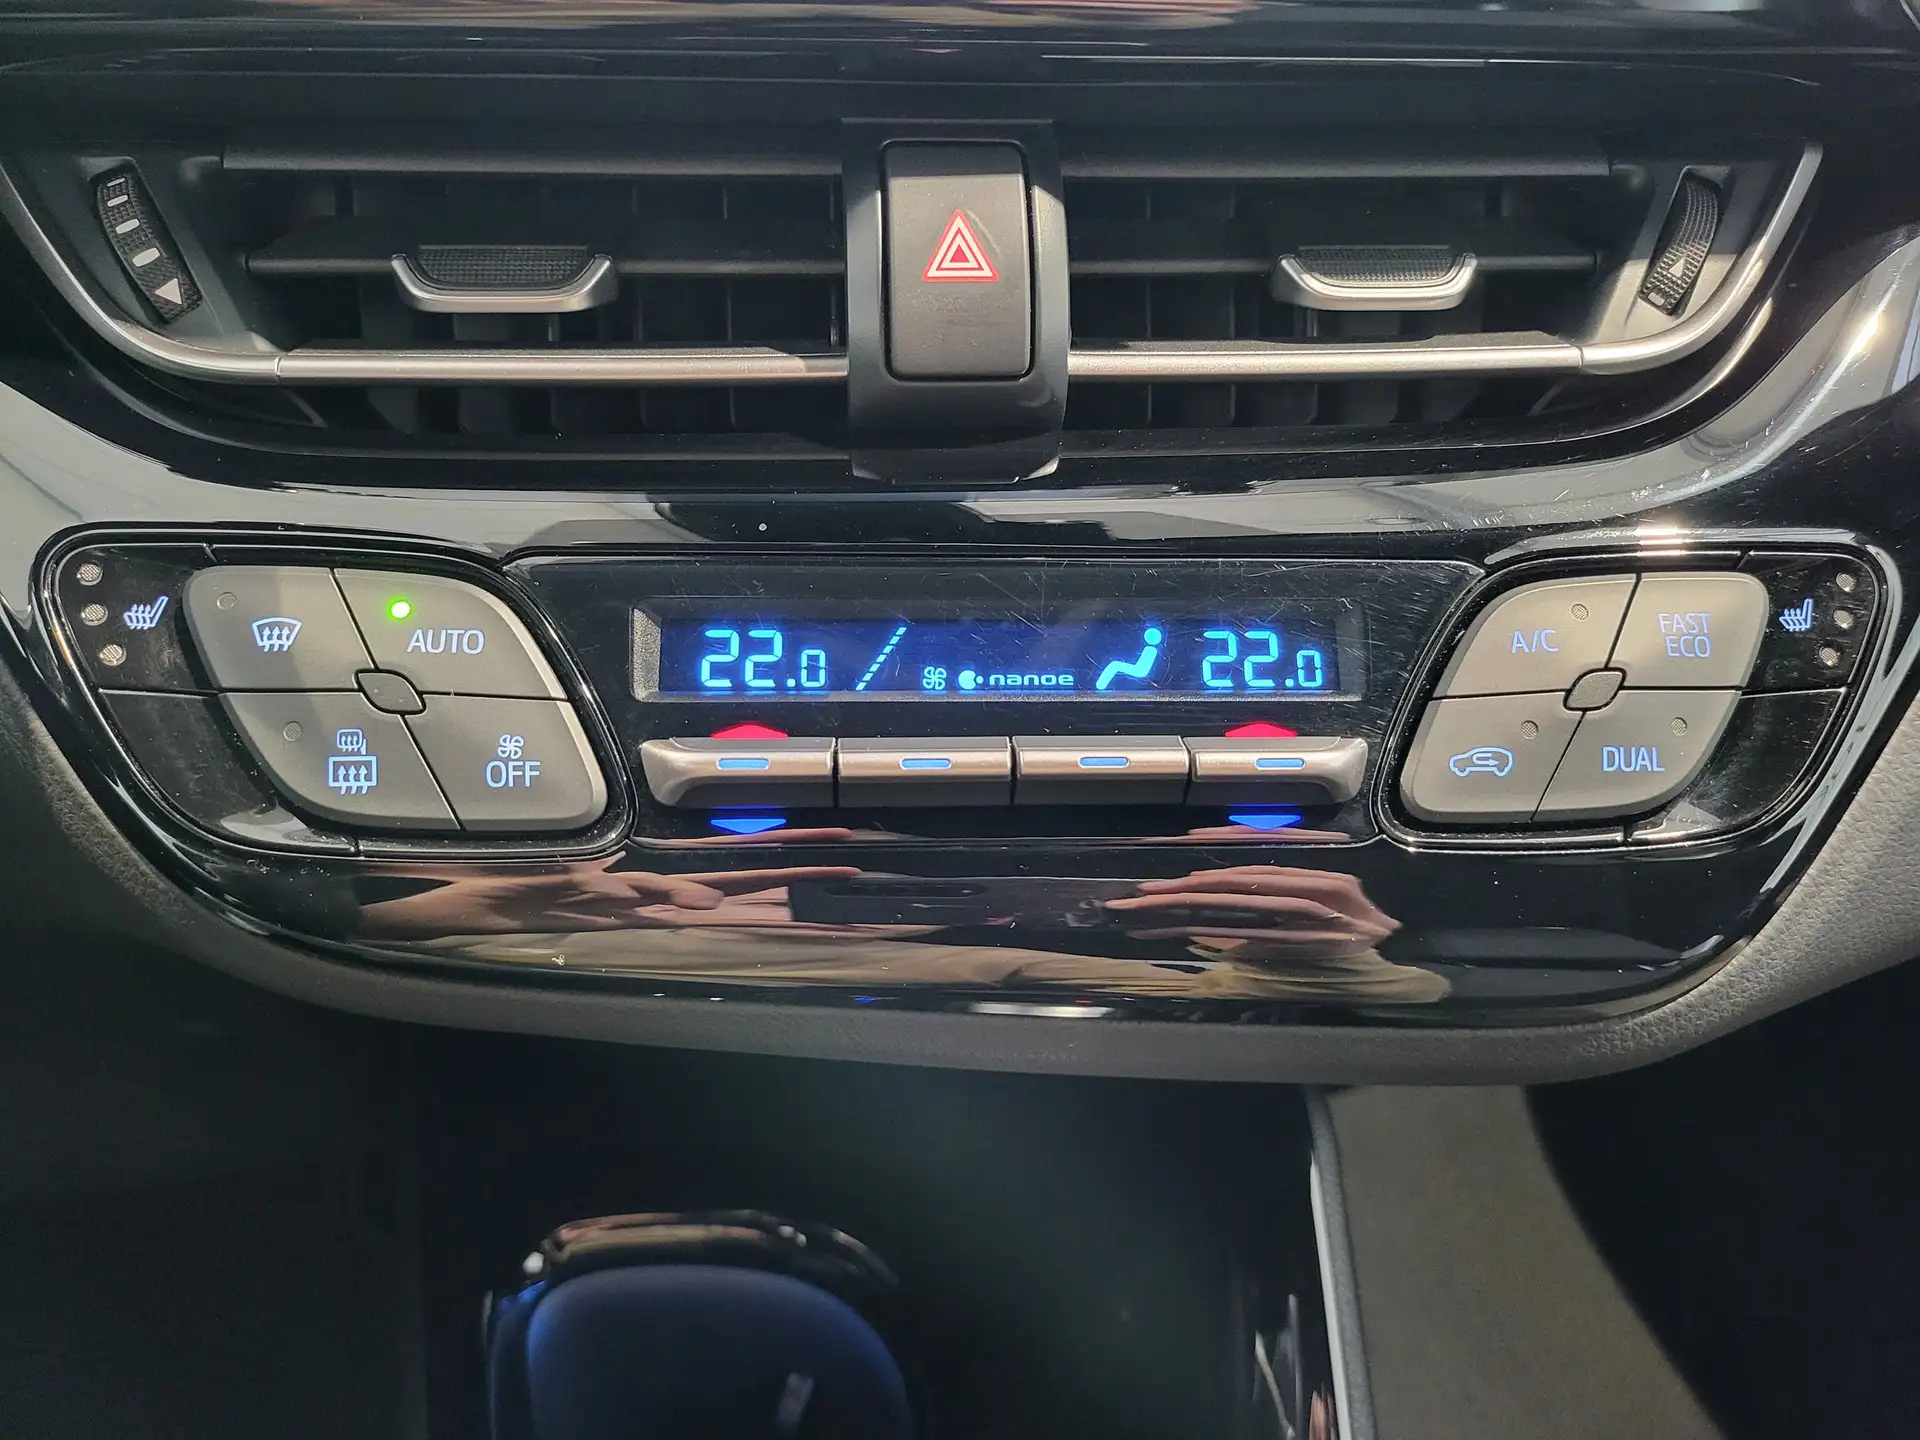 AUTO
OFF
22.0 nanoe 22.0
A/C
FAST
ECO
DUAL